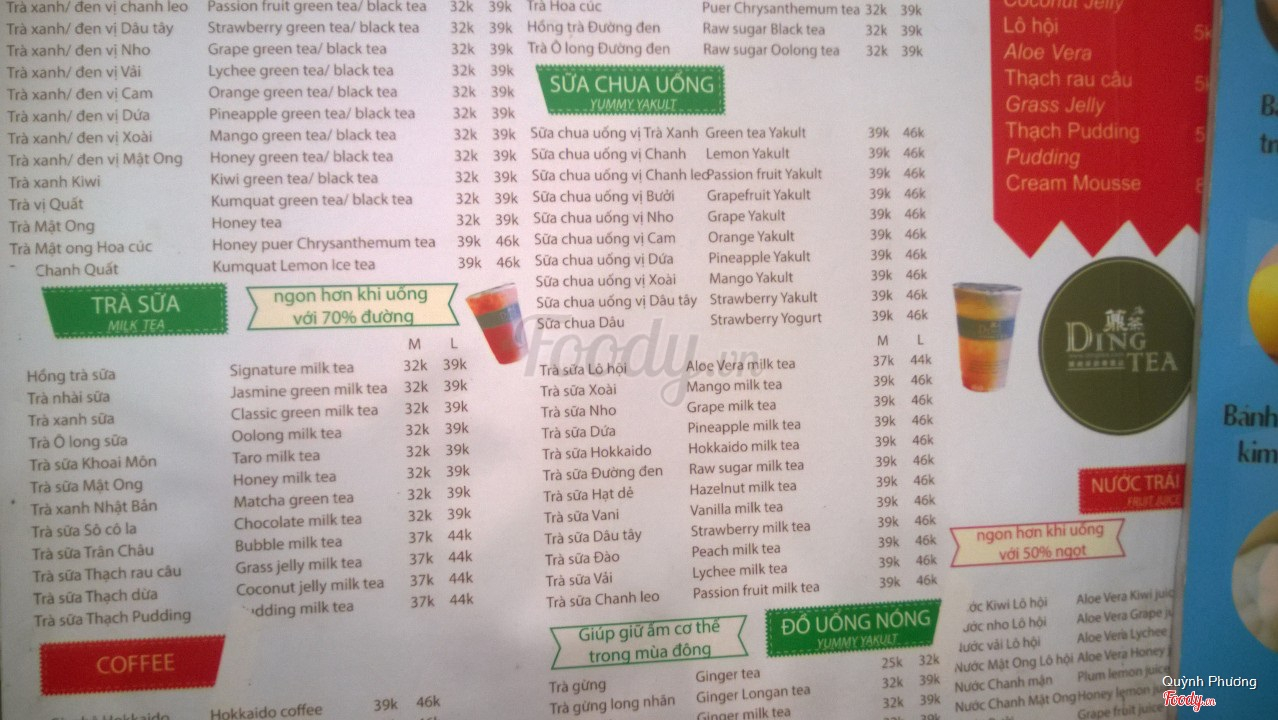 Trà xanh/ đen vị chanh leo Passion fruit green tea/ black tea 32k 39k
Trà xanh/ đen vị Dâu tây Strawberry green tea/ black tea 32k 39k
Trà xanh/ đen vị Nho Grape green tea/ black tea 32k 39k
Trà xanh/ đen vị Vải Lychee green tea/ black tea 32k 39k
Trà xanh/ đen vị Cam Orange green tea/ black tea 32k 39k
Trà xanh/ đen vị Dứa Pineapple green tea/ black tea 32k 39k
Trà xanh/ đen vị Xoài Mango green tea/ black tea 32k 39k
Trà xanh/ đen vị Mật Ong Honey green tea/ black tea 32k 39k
Trà xanh Kiwi Kiwi green tea/ black tea 32k 39k
Trà vị Quất Kumquat green tea/ black tea 32k 39k
Trà Mật Ong Honey tea 32k 39k
Trà Mật ong Hoa cúc Honey puer Chrysanthemum tea 39k 46k
Chanh Quất Kumquat Lemon Ice tea 39k 46k
TRÀ SỮA
MILK TEA
ngon hơn khi uống
với 70% đường
M L
Hồng trà sữa Signature milk tea 32k 39k
Trà nhài sữa Jasmine green milk tea 32k 39k
Trà xanh sữa Classic green milk tea 32k 39k
Trà Ô long sữa Oolong milk tea 32k 39k
Trà sữa Khoai Môn Taro milk tea 32k 39k
Trà sữa Mật Ong Honey milk tea 32k 39k
Trà xanh Nhật Bản Matcha green tea 32k 39k
Trà sữa Sô cô la Chocolate milk tea 32k 39k
Trà sữa Trân Châu Bubble milk tea 37k 44k
Trà sữa Thạch rau câu Grass jelly milk tea 37k 44k
Trà sữa Thạch dừa Coconut jelly milk tea 37k 44k
Trà sữa Thạch Pudding udding milk tea 37k 44k
COFFEE
Hokkaido Hokkaido coffee 39k 46k
Trà Hoa cúc Puer Chrysanthemum tea 32k 39k
Hồng trà Đường đen Raw sugar Black tea 32k 39k
Trà Ô long Đường đen Raw sugar Oolong tea 32k 39k
SỮA CHUA UỐNG
YUMMY YAKULT
Sữa chua uống vị Trà Xanh Green tea Yakult 39k 46k
Sữa chua uống vị Chanh Lemon Yakult 39k 46k
Sữa chua uống vị Chanh leo Passion fruit Yakult 39k 46k
Sữa chua uống vị Bưởi Grapefruit Yakult 39k 46k
Sữa chua uống vị Nho Grape Yakult 39k 46k
Sữa chua uống vị Cam Orange Yakult 39k 46k
Sữa chua uống vị Dứa Pineapple Yakult 39k 46k
Sữa chua uống vị Xoài Mango Yakult 39k 46k
Sữa chua uống vị Dâu tây Strawberry Yakult 39k 46k
Sữa chua Dâu Strawberry Yogurt 39k 46k
M L
Trà sữa Lô hội Aloe Vera milk tea 37k 44k
Trà sữa Xoài Mango milk tea 39k 46k
Trà sữa Nho Grape milk tea 39k 46k
Trà sữa Dứa Pineapple milk tea 39k 46k
Trà sữa Hokkaido Hokkaido milk tea 39k 46k
Trà sữa Đường đen Raw sugar milk tea 39k 46k
Trà sữa Hạt dẻ Hazelnut milk tea 39k 46k
Trà sữa Vani Vanilla milk tea 39k 46k
Trà sữa Dâu tây Strawberry milk tea 39k 46k
Trà sữa Đào Peach milk tea 39k 46k
Trà sữa Vải Lychee milk tea 39k 46k
Trà sữa Chanh leo Passion fruit milk tea 39k 46k
Giúp giữ ấm cơ thể
trong mùa đông
ĐỒ UỐNG NÓNG
YUMMY YAKULT
Trà gừng Ginger tea 25k 32k
Trà gừng long nhãn Ginger Longan tea 32k 39k
Ginger milk tea 32k 39k
Coconut Jelly
Lô hội 5k
Aloe Vera
Thạch rau câu 5k
Grass Jelly
Thạch Pudding 5
Pudding
Cream Mousse 8
DING
TEA
NƯỚC TRÁI
FRUIT JUICE
ngon hơn khi uống
với 50% ngọt
ớc Kiwi Lô hội Aloe Vera Kiwi juic
ước nho Lô hội Aloe Vera Grape ju
ước vải Lô hội Aloe Vera Lychee
Nước Mật Ong Lô hội Aloe Vera Honey j
Nước Chanh mận Plum lemon juice
Nước Chanh Mật Ong Honey lemon ju
Grape fruit juice
Bánh
kim
Foody.vn
Quỳnh Phương
Foody.vn